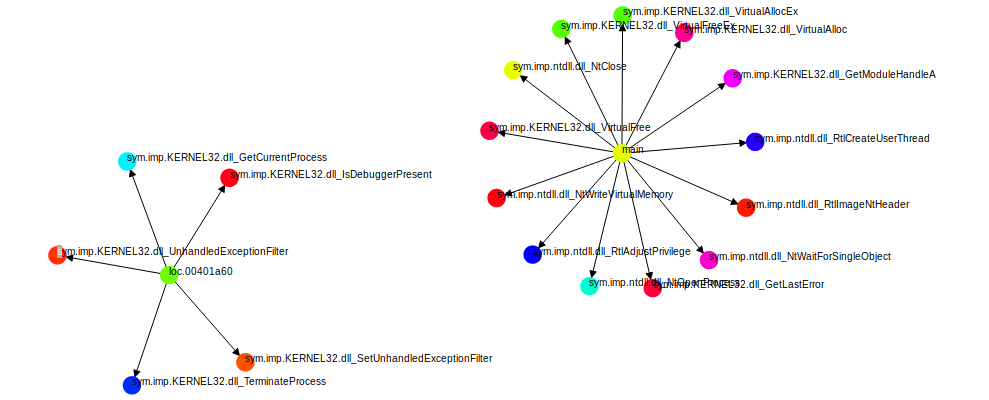 sym.imp.KERNEL32.dll_VirtualAllocEx
sym.imp.KERNEL32.dll_VirtualFreeEx
sym.imp.KERNEL32.dll_VirtualAlloc
sym.imp.ntdll.dll_NtClose
sym.imp.KERNEL32.dll_GetModuleHandleA
sym.imp.KERNEL32.dll_VirtualFree
sym.imp.ntdll.dll_RtlCreateUserThread
main
sym.imp.KERNEL32.dll_GetCurrentProcess
sym.imp.KERNEL32.dll_IsDebuggerPresent
sym.imp.ntdll.dll_NtWriteVirtualMemory
sym.imp.ntdll.dll_RtlImageNtHeader
sym.imp.KERNEL32.dll_UnhandledExceptionFilter
sym.imp.ntdll.dll_RtlAdjustPrivilege
sym.imp.ntdll.dll_NtWaitForSingleObject
loc.00401a60
sym.imp.ntdll.dll_NtOpenProcess
sym.imp.KERNEL32.dll_GetLastError
sym.imp.KERNEL32.dll_SetUnhandledExceptionFilter
sym.imp.KERNEL32.dll_TerminateProcess